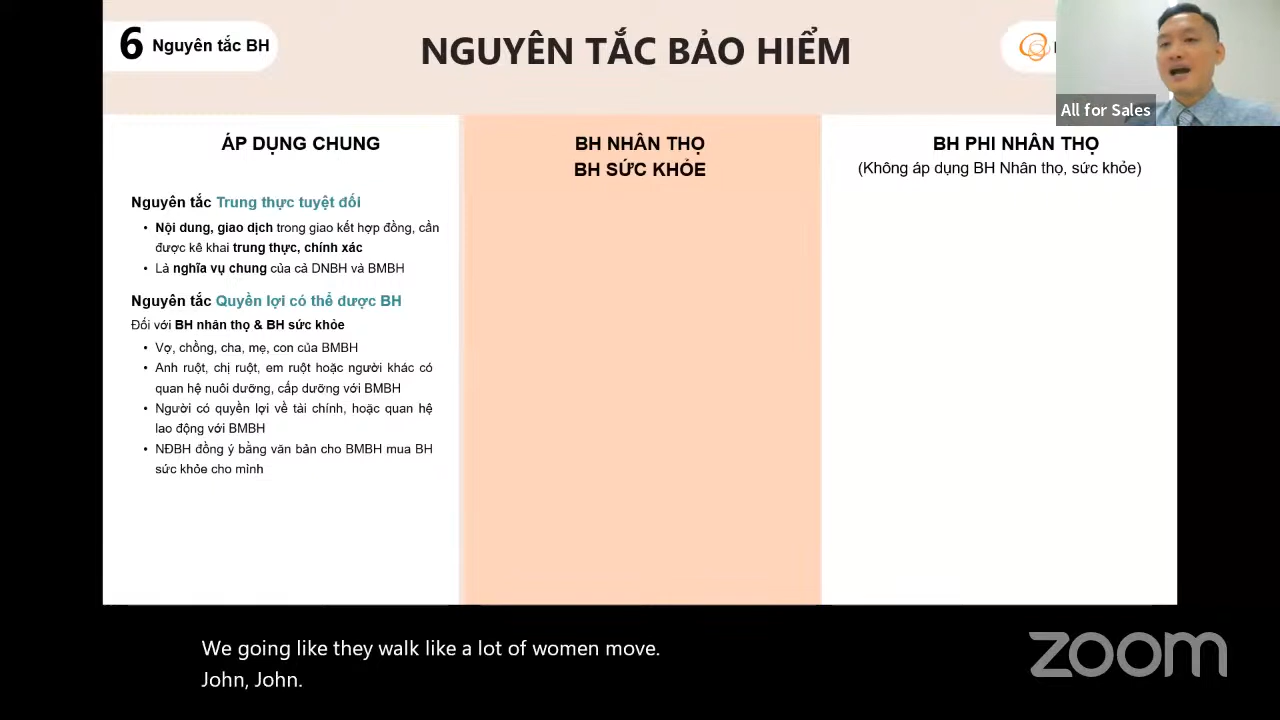 6 Nguyên tắc BH
NGUYÊN TẮC BẢO HIỂM
All for Sales
ÁP DỤNG CHUNG
Nguyên tắc Trung thực tuyệt đối
• Nội dung, giao dịch trong giao kết hợp đồng, cần
được kê khai trung thực, chính xác
• Là nghĩa vụ chung của cả DNBH và BMBH
Nguyên tắc Quyền lợi có thể được BH
Đối với BH nhân thọ & BH sức khỏe
• Vợ, chồng, cha, mẹ, con của BMBH
• Anh ruột, chị ruột, em ruột hoặc người khác có
quan hệ nuôi dưỡng, cấp dưỡng với BMBH
• Người có quyền lợi về tài chính, hoặc quan hệ
lao động với BMBH
• NĐBH đồng ý bằng văn bản cho BMBH mua BH
sức khỏe cho mình
BH NHÂN THỌ
BH SỨC KHỎE
BH PHI NHÂN THỌ
(Không áp dụng BH Nhân thọ, sức khỏe)
We going like they walk like a lot of women move.
John, John.
zoom